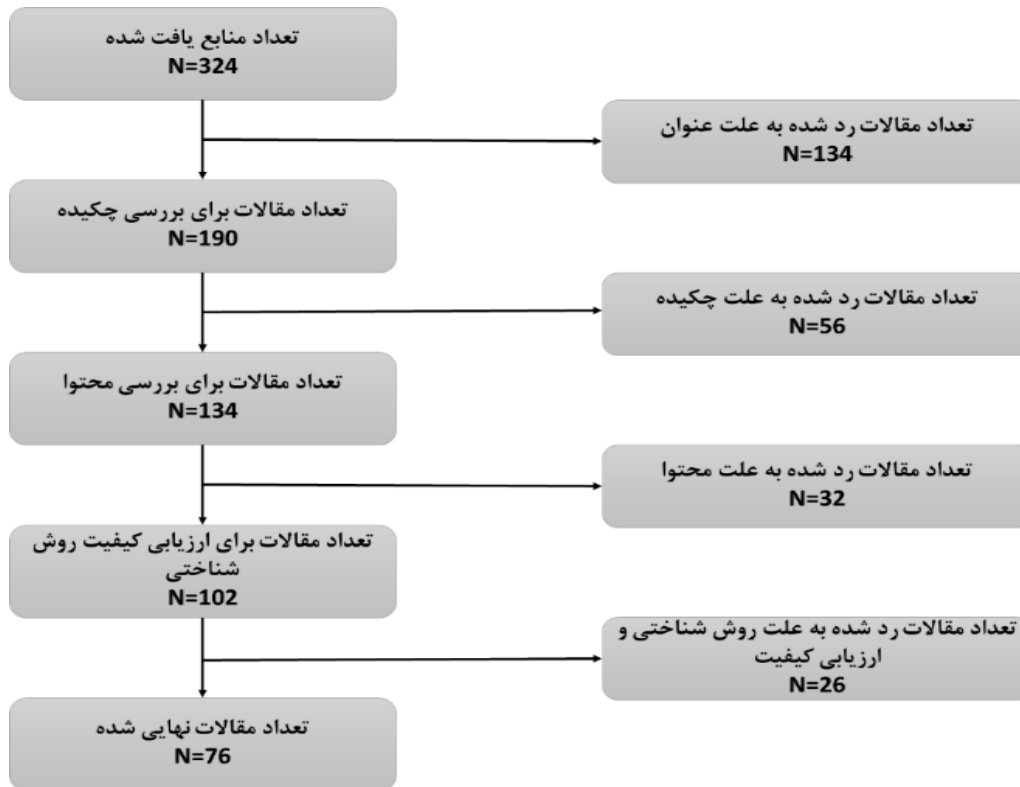 تعداد منابع یافت شده
N=324
تعداد مقالات رد شده به علت عنوان
N=134
تعداد مقالات برای بررسی چکیده
N=190
تعداد مقالات رد شده به علت چکیده
N=56
تعداد مقالات برای بررسی محتوا
N=134
تعداد مقالات رد شده به علت محتوا
N=32
تعداد مقالات برای ارزیابی کیفیت روش
شناختی
N=102
تعداد مقالات رد شده به علت روش شناختی و
ارزیابی کیفیت
N=26
تعداد مقالات نهایی شده
N=76